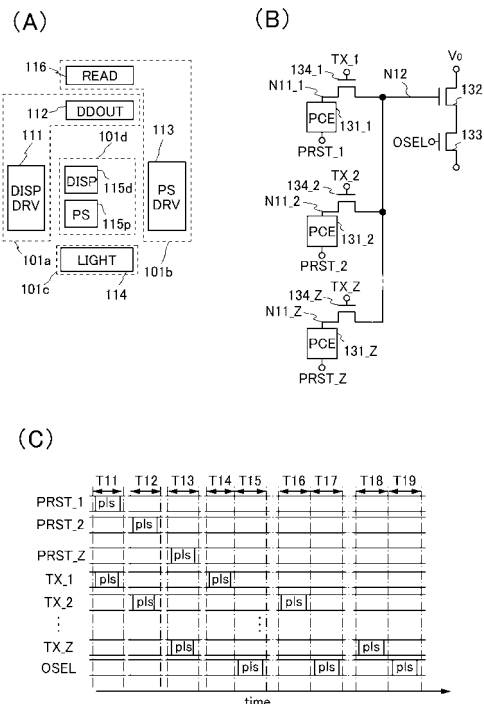 (A)
116
READ
112
DDOUT
111
113
101d
DISP
DRV
DISP
115d
PS
115p
PS
DRV
101a
101b
LIGHT
101c
114
(B)
TX_1
134_1
N11_1
PCE
131_1
PRST_1
N12
V0
132
OSEL
133
TX_2
134_2
N11_2
PCE
131_2
PRST_2
TX_Z
134_Z
N11_Z
PCE
131_Z
PRST_Z
(C)
T11 T12 T13 T14 T15 T16 T17 T18 T19
PRST_1 pls
PRST_2 pls
PRST_Z pls
TX_1 pls pls
TX_2 pls pls
TX_Z pls pls
OSEL pls pls pls
time